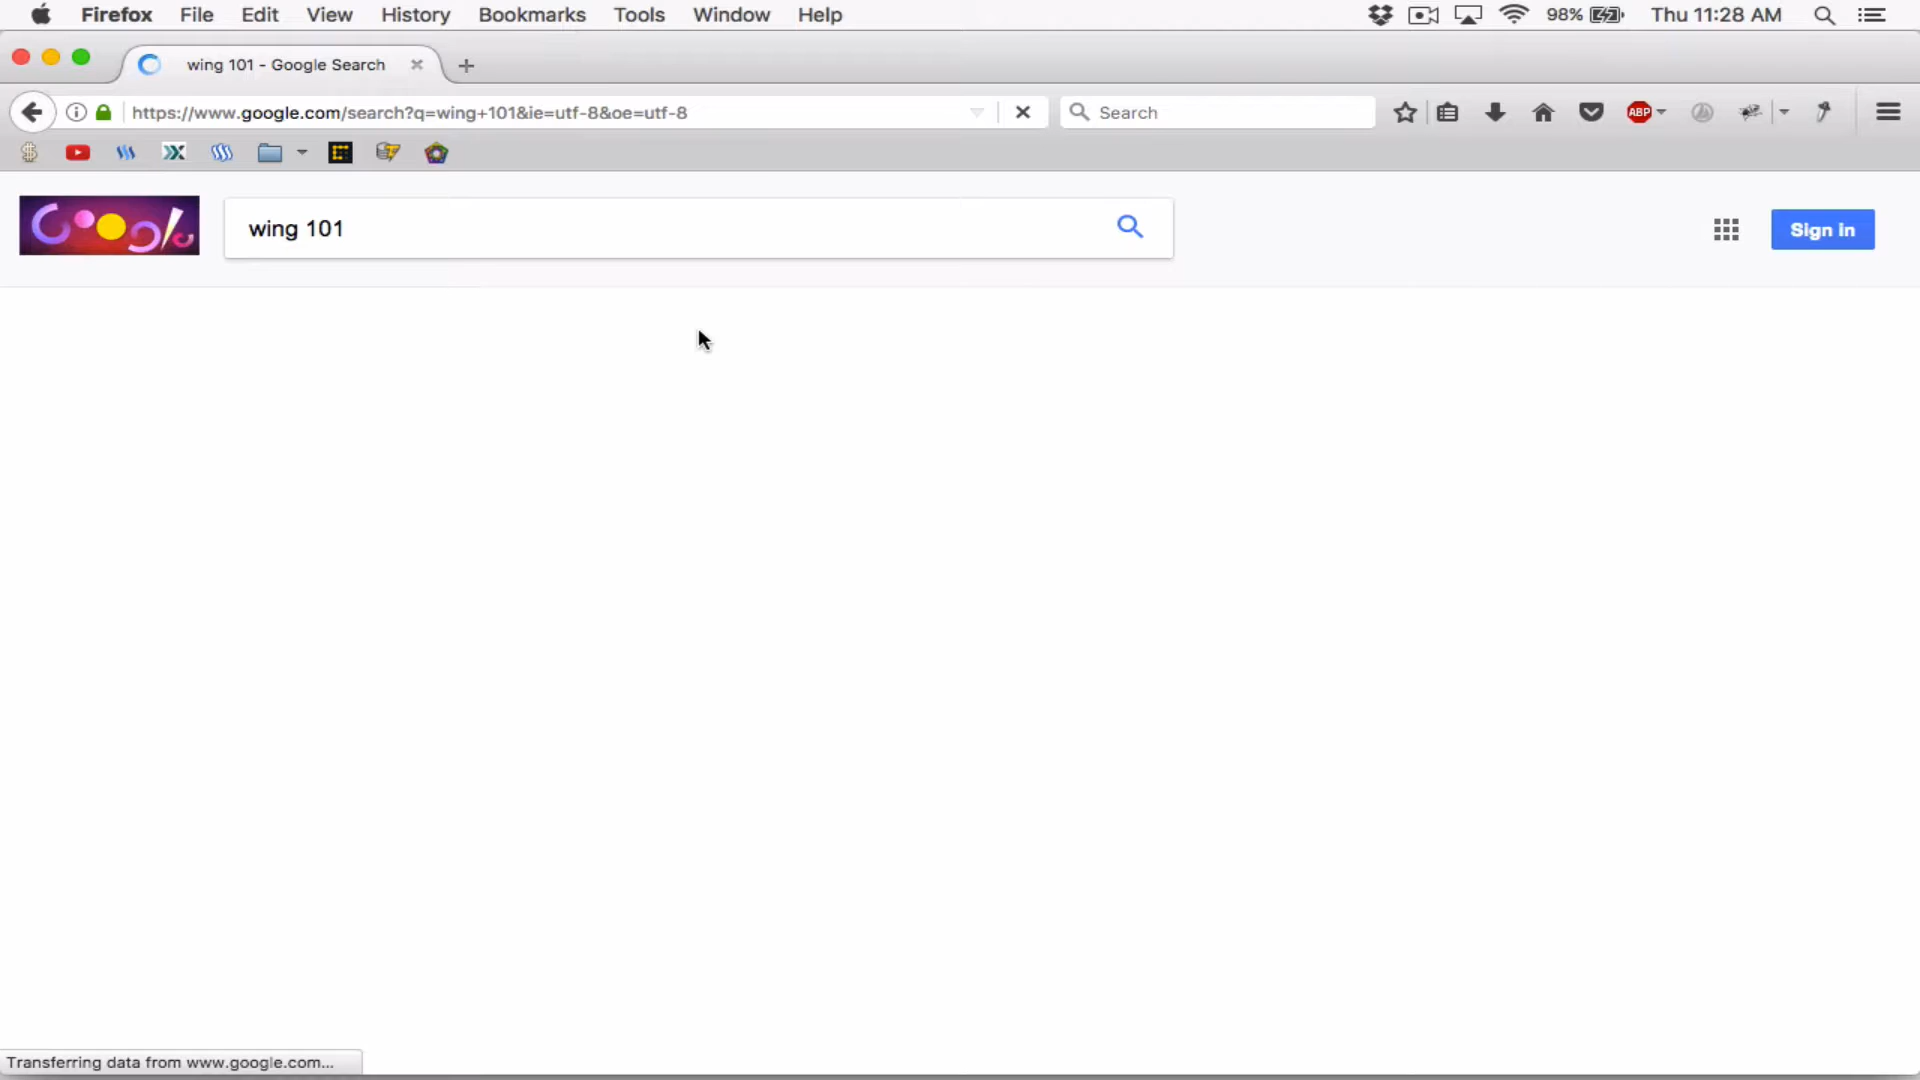 Firefox File Edit View History Bookmarks Tools Window Help 98% Thu 11:28 AM
wing 101 - Google Search
https://www.google.com/search?q=wing+101&ie=utf-8&oe=utf-8 Search ABP
Google wing 101 Sign in
Transferring data from www.google.com...